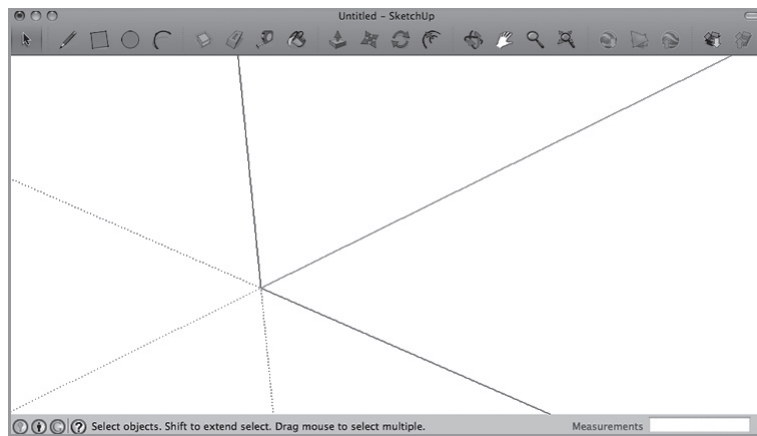 Untitled – SketchUp
Select objects. Shift to extend select. Drag mouse to select multiple.
Measurements